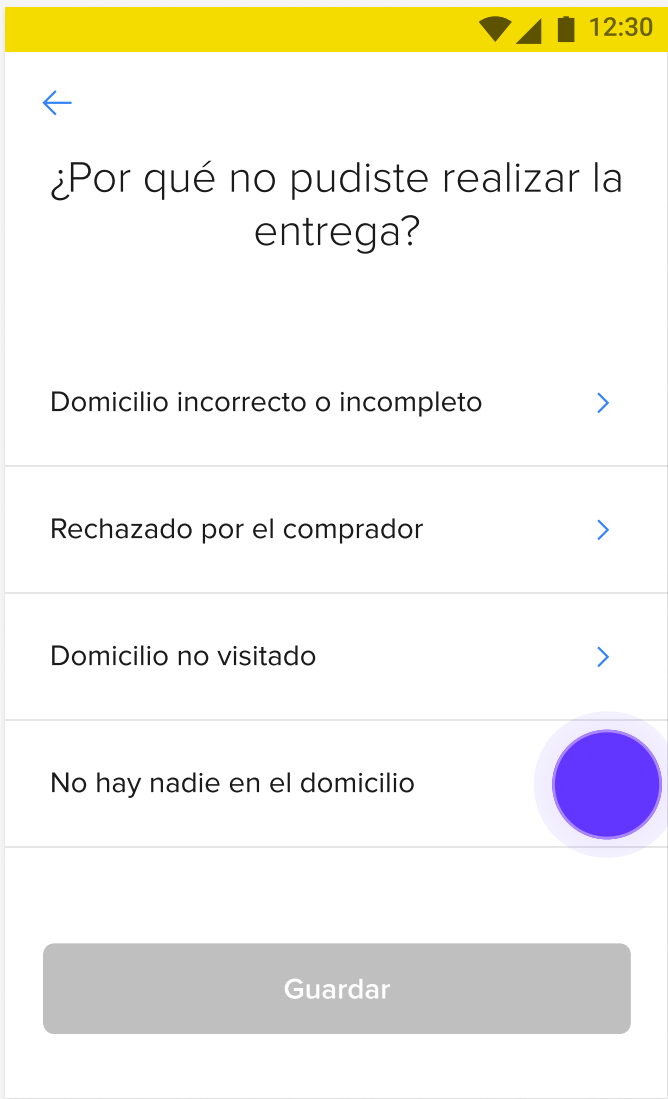 12:30
¿Por qué no pudiste realizar la
entrega?
Domicilio incorrecto o incompleto
Rechazado por el comprador
Domicilio no visitado
No hay nadie en el domicilio
Guardar